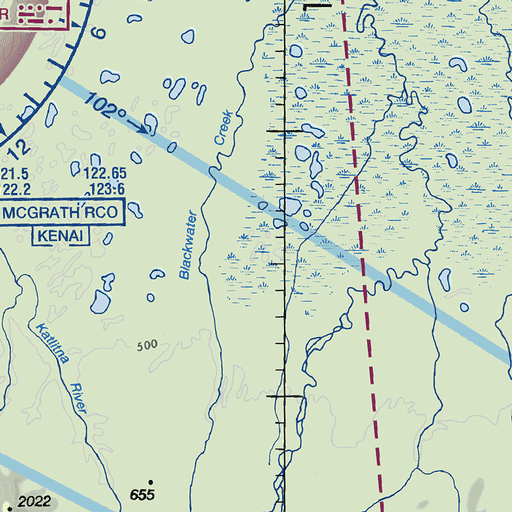 R
6
102°
12
Creek
21.5 122.65
22.2 123.6
MCGRATH RCO
KENAI
Blackwater
500
Katlitna
River
655
2022